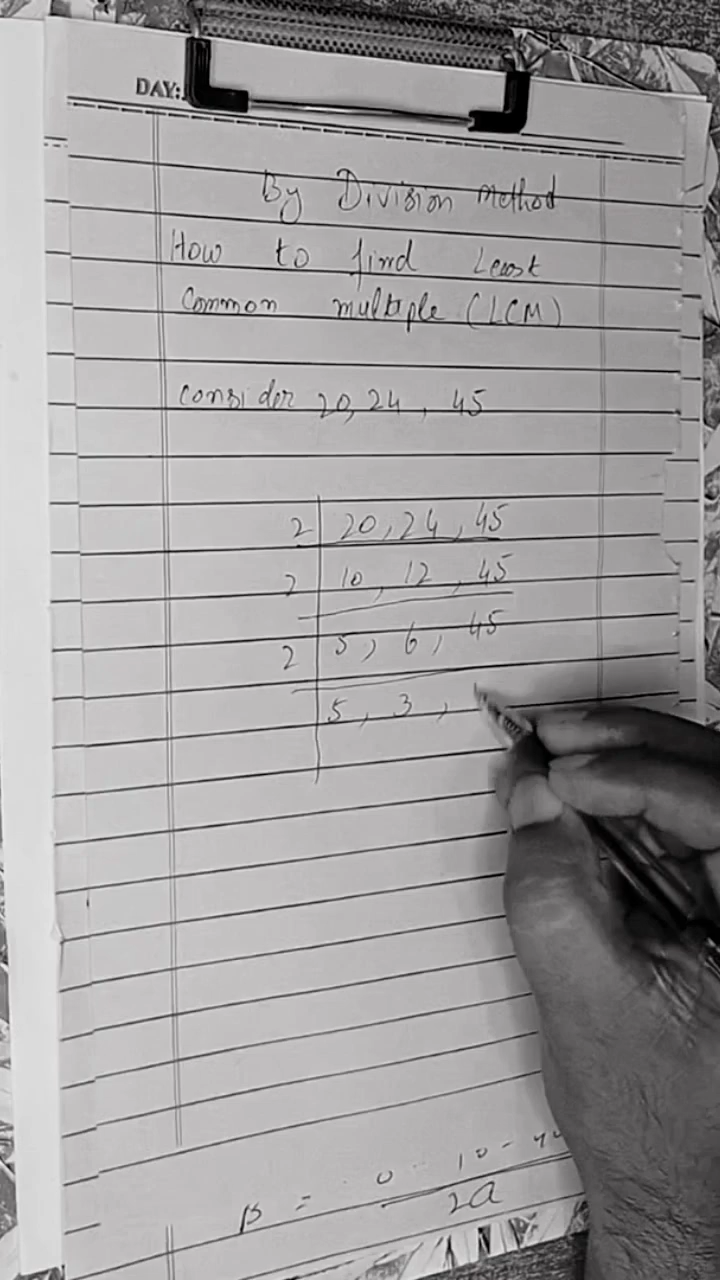 DAY:
By Division Method
How to find Least
Common multiple (LCM)
consider 20, 24, 45
2 20, 24, 45
2 10, 12, 45
2 5, 6, 45
5, 3,
2a